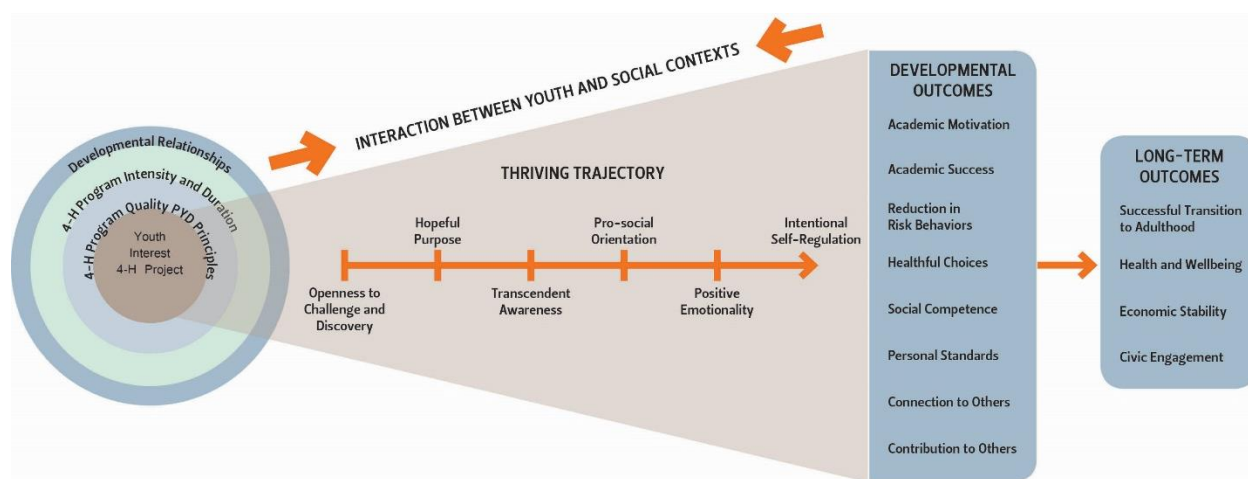 Developmental Relationships
4-H Program Intensity and Duration
4-H Program Quality PYD Principles
Youth
Interest
4-H Project
INTERACTION BETWEEN YOUTH AND SOCIAL CONTEXTS
THRIVING TRAJECTORY
Openness to
Challenge and
Discovery
Hopeful
Purpose
Transcendent
Awareness
Pro-social
Orientation
Positive
Emotionality
Intentional
Self-Regulation
DEVELOPMENTAL
OUTCOMES
Academic Motivation
Academic Success
Reduction in
Risk Behaviors
Healthful Choices
Social Competence
Personal Standards
Connection to Others
Contribution to Others
LONG-TERM
OUTCOMES
Successful Transition
to Adulthood
Health and Wellbeing
Economic Stability
Civic Engagement